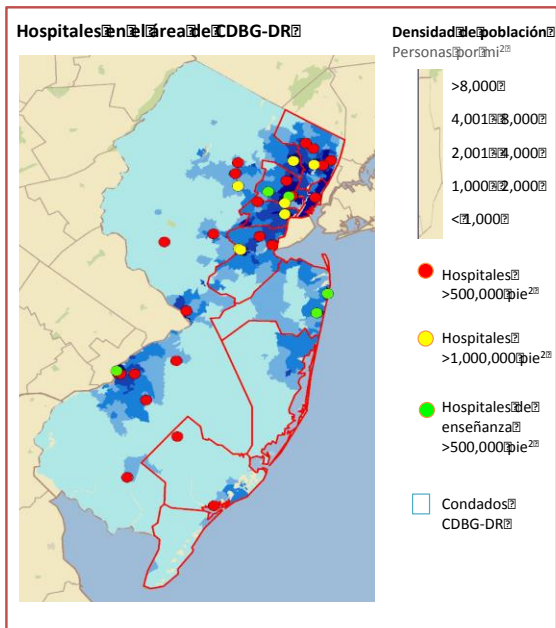 Hospitales en el área de CDBG-DR
Densidad de población
Personas por mi²
>8,000
4,001 8,000
2,001 4,000
1,000 2,000
< 1,000
Hospitales
>500,000 pie²
Hospitales
>1,000,000 pie²
Hospitales de
enseñanza
>500,000 pie²
Condados
CDBG-DR